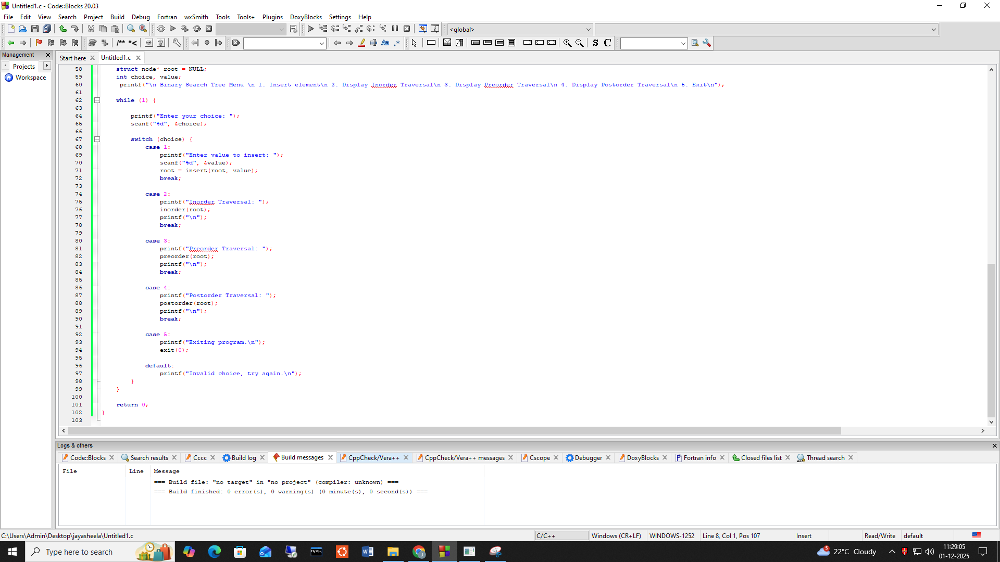 Untitled1.c - Code::Blocks 20.03
File Edit View Search Project Build Debug Fortran wxSmith Tools Tools+ Plugins DoxyBlocks Settings Help
<global>
/** *<
Aa .* S C
Management
Start here Untitled1.c
Projects
Workspace
58 struct node* root = NULL;
59 int choice, value;
60 printf("\n Binary Search Tree Menu \n 1. Insert element\n 2. Display Inorder Traversal\n 3. Display Preorder Traversal\n 4. Display Postorder Traversal\n 5. Exit\n");
61
62 while (1) {
63
64 printf("Enter your choice: ");
65 scanf("%d", &choice);
66
67 switch (choice) {
68 case 1:
69 printf("Enter value to insert: ");
70 scanf("%d", &value);
71 root = insert(root, value);
72 break;
73
74 case 2:
75 printf("Inorder Traversal: ");
76 inorder(root);
77 printf("\n");
78 break;
79
80 case 3:
81 printf("Preorder Traversal: ");
82 preorder(root);
83 printf("\n");
84 break;
85
86 case 4:
87 printf("Postorder Traversal: ");
88 postorder(root);
89 printf("\n");
90 break;
91
92 case 5:
93 printf("Exiting program.\n");
94 exit(0);
95
96 default:
97 printf("Invalid choice, try again.\n");
98 }
99 }
100
101 return 0;
102 }
103
Logs & others
Code::Blocks Search results Cccc Build log Build messages CppCheck/Vera++ CppCheck/Vera++ messages Cscope Debugger DoxyBlocks Fortran info Closed files list Thread search
File Line Message
=== Build file: "no target" in "no project" (compiler: unknown) ===
=== Build finished: 0 error(s), 0 warning(s) (0 minute(s), 0 second(s)) ===
C:\Users\Admin\Desktop\jayasheela\Untitled1.c C/C++ Windows (CR+LF) WINDOWS-1252 Line 8, Col 1, Pos 107 Insert Read/Write default
Type here to search
5 22°C Cloudy
11:29:05
01-12-2025